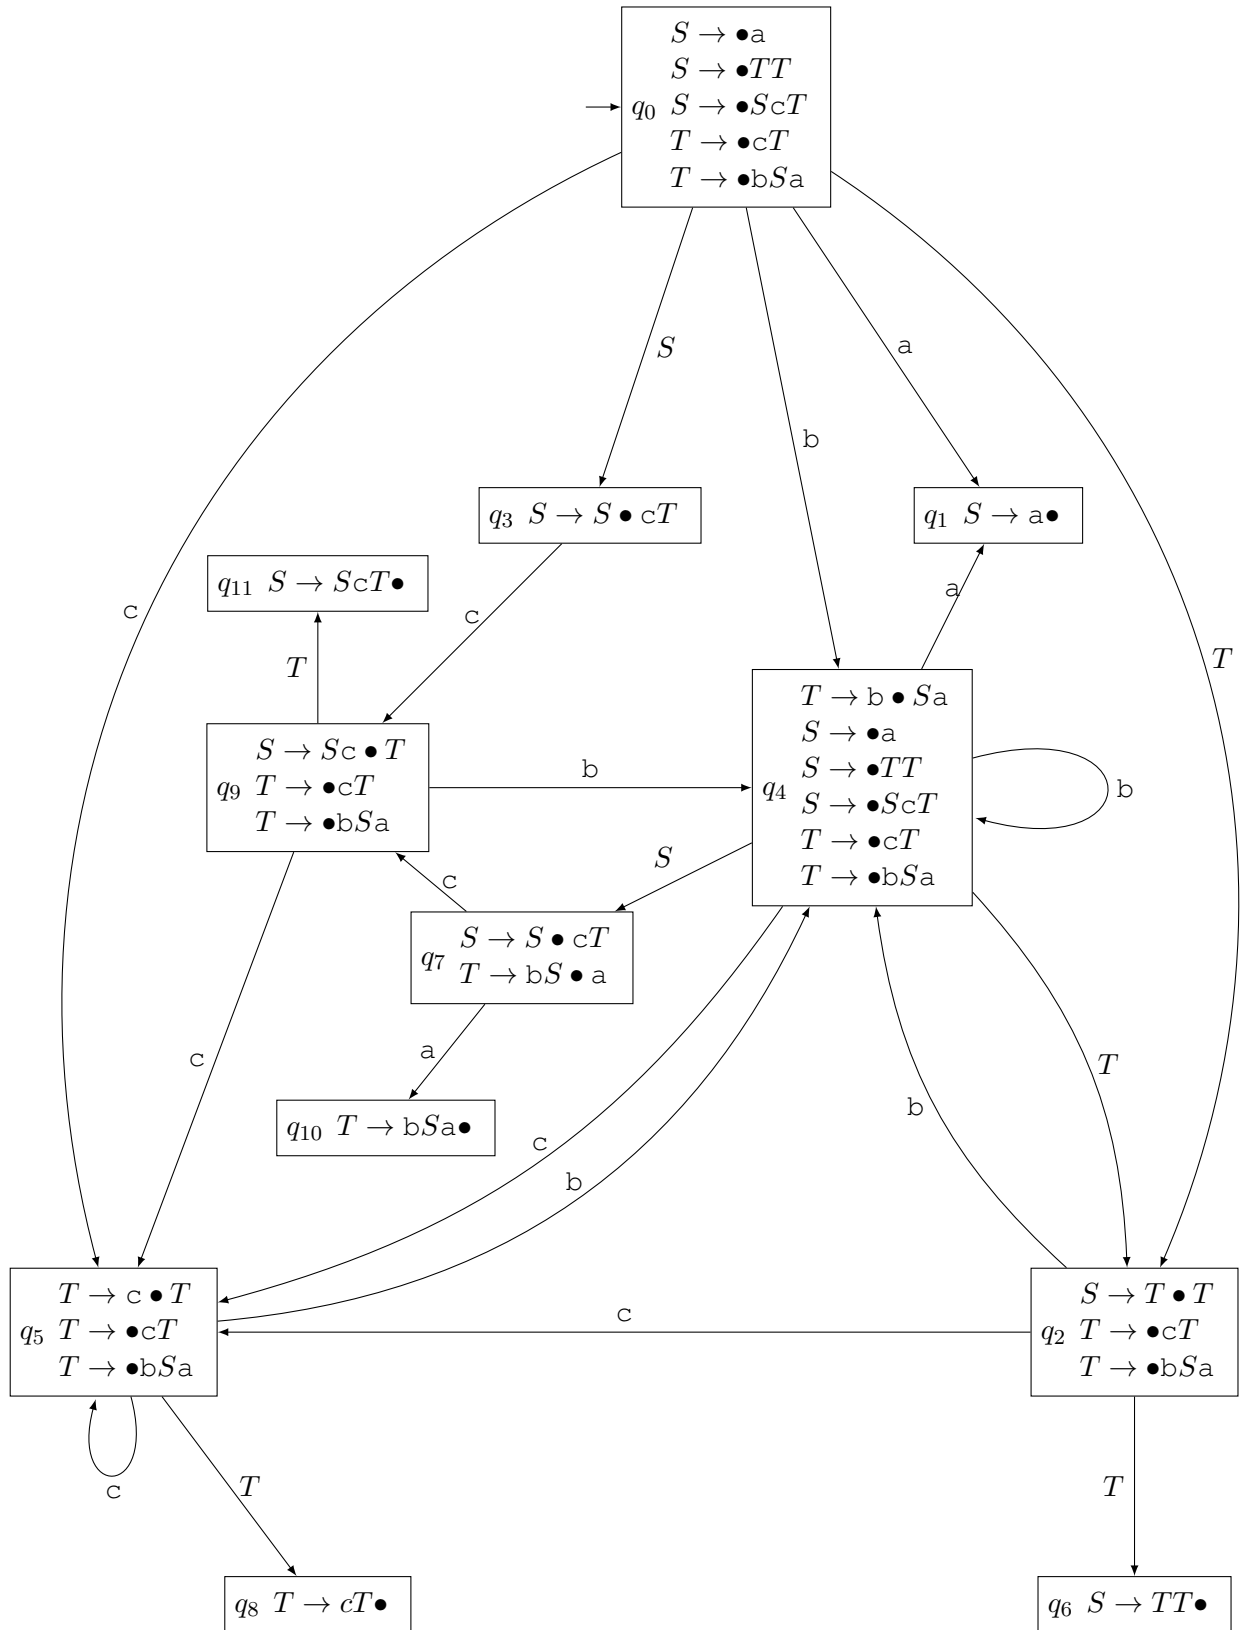 S → •a
S → •TT
q₀ S → •ScT
T → •cT
T → •bSa
S
a
b
c
T
q₃ S → S • cT
q₁ S → a•
q₁₁ S → ScT•
c
a
T
T → b • Sa
S → •a
S → •TT
q₄ S → •ScT
T → •cT
T → •bSa
S → Sc • T
q₉ T → •cT
T → •bSa
b
b
S
c
S → S • cT
q₇ T → bS • a
a
c
T
b
q₁₀ T → bSa•
c
b
T → c • T
q₅ T → •cT
T → •bSa
c
S → T • T
q₂ T → •cT
T → •bSa
c
T
T
q₈ T → cT•
q₆ S → TT•